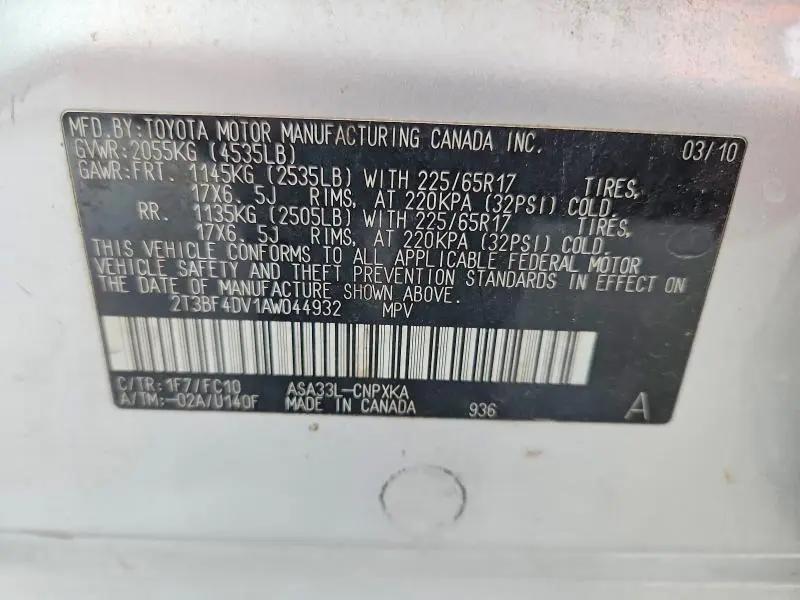 MFD. BY: TOYOTA MOTOR MANUFACTURING CANADA INC. 03/10
GVWR: 2055KG (4535LB)
GAWR: FRT. 1145KG (2535LB) WITH 225/65R17 TIRES,
17X6. 5J RIMS, AT 220KPA (32PSI) COLD.
RR. 1135KG (2505LB) WITH 225/65R17 TIRES,
17X6. 5J RIMS, AT 220KPA (32PSI) COLD.
THIS VEHICLE CONFORMS TO ALL APPLICABLE FEDERAL MOTOR
VEHICLE SAFETY AND THEFT PREVENTION STANDARDS IN EFFECT ON
THE DATE OF MANUFACTURE SHOWN ABOVE.
2T3BF4DV1AW044932 MPV
C/TR: 1F7/FC10 ASA33L-CNPXKA
A/TM: -02A/U140F MADE IN CANADA 936 A